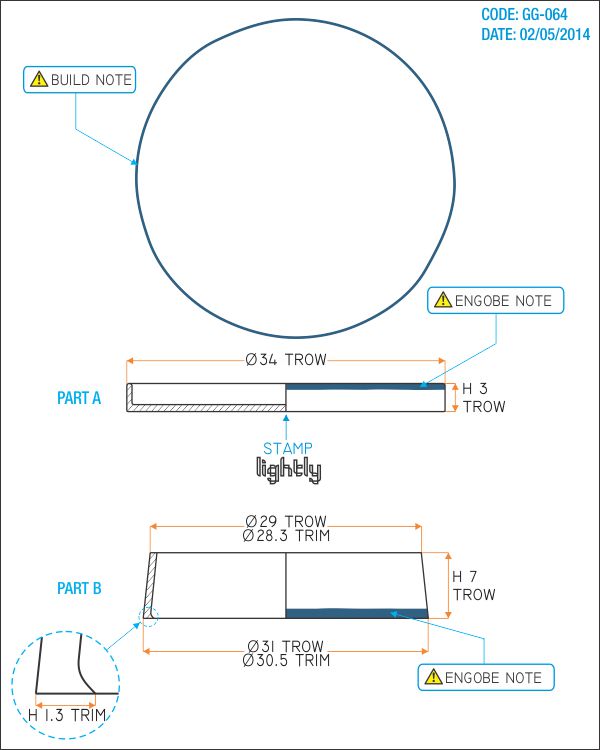 CODE: GG-064
DATE: 02/05/2014
BUILD NOTE
ENGOBE NOTE
Ø34 TROW
PART A
H 3
TROW
STAMP
lightly
Ø29 TROW
Ø28.3 TRIM
PART B
H 7
TROW
Ø31 TROW
Ø30.5 TRIM
ENGOBE NOTE
H 1.3 TRIM